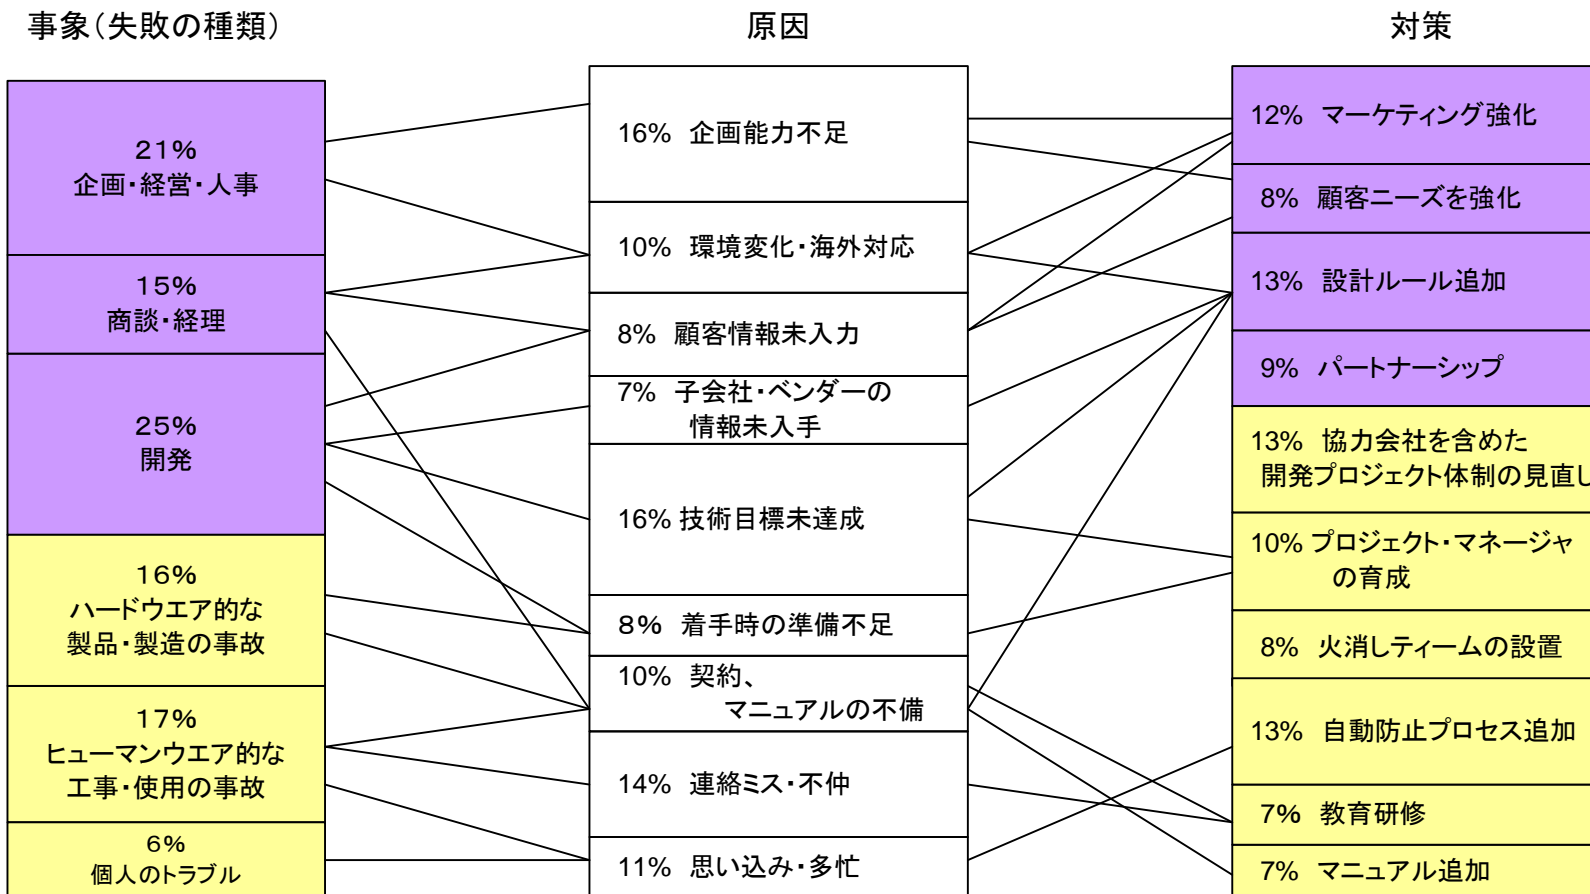 事象（失敗の種類）
原因
対策
21%
企画・経営・人事
15%
商談・経理
25%
開発
16%
ハードウエア的な
製品・製造の事故
17%
ヒューマンウエア的な
工事・使用の事故
6%
個人のトラブル
16% 企画能力不足
10% 環境変化・海外対応
8% 顧客情報未入力
7% 子会社・ベンダーの
情報未入手
16% 技術目標未達成
8% 着手時の準備不足
10% 契約、
マニュアルの不備
14% 連絡ミス・不仲
11% 思い込み・多忙
12% マーケティング強化
8% 顧客ニーズを強化
13% 設計ルール追加
9% パートナーシップ
13% 協力会社を含めた
開発プロジェクト体制の見直し
10% プロジェクト・マネージャ
の育成
8% 火消しティームの設置
13% 自動防止プロセス追加
7% 教育研修
7% マニュアル追加